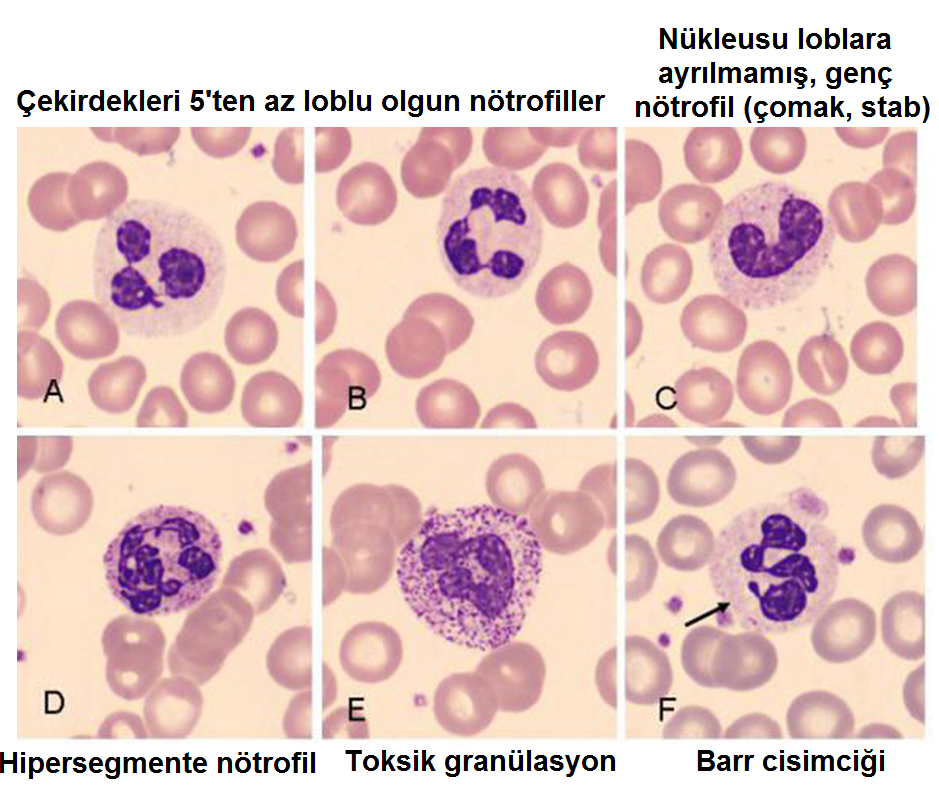 Nükleusu loblara
ayrılmamış, genç
nötrofil (çomak, stab)
Çekirdekleri 5'ten az loblu olgun nötrofiller
A
B
C
D
E
F
Hipersegmente nötrofil
Toksik granülasyon
Barr cisimciği